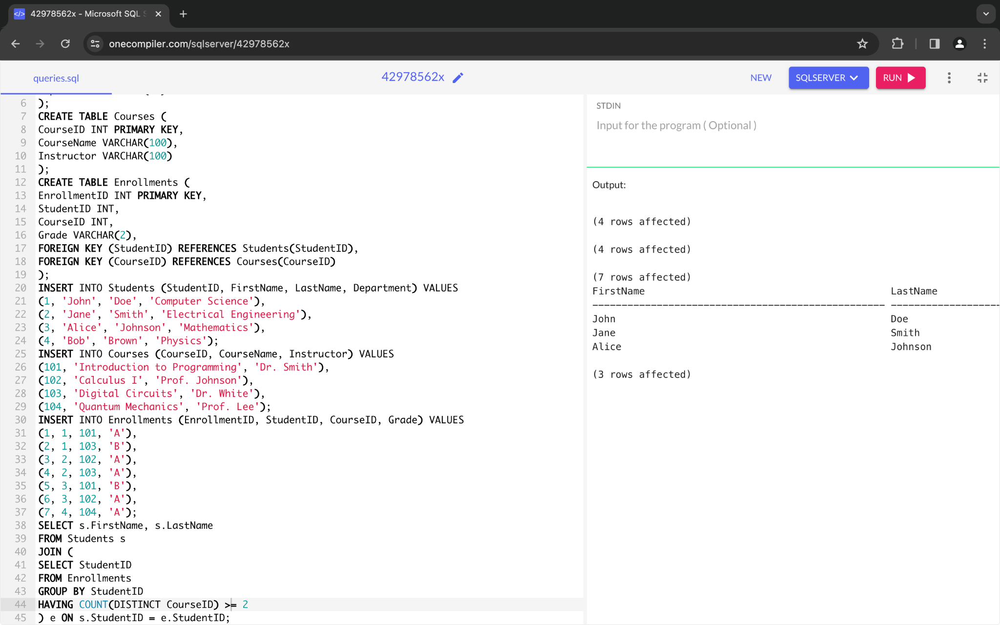 42978562x - Microsoft SQL S
onecompiler.com/sqlserver/42978562x
queries.sql
42978562x
NEW
SQLSERVER
RUN
6 );
7 CREATE TABLE Courses (
8 CourseID INT PRIMARY KEY,
9 CourseName VARCHAR(100),
10 Instructor VARCHAR(100)
11 );
12 CREATE TABLE Enrollments (
13 EnrollmentID INT PRIMARY KEY,
14 StudentID INT,
15 CourseID INT,
16 Grade VARCHAR(2),
17 FOREIGN KEY (StudentID) REFERENCES Students(StudentID),
18 FOREIGN KEY (CourseID) REFERENCES Courses(CourseID)
19 );
20 INSERT INTO Students (StudentID, FirstName, LastName, Department) VALUES
21 (1, 'John', 'Doe', 'Computer Science'),
22 (2, 'Jane', 'Smith', 'Electrical Engineering'),
23 (3, 'Alice', 'Johnson', 'Mathematics'),
24 (4, 'Bob', 'Brown', 'Physics');
25 INSERT INTO Courses (CourseID, CourseName, Instructor) VALUES
26 (101, 'Introduction to Programming', 'Dr. Smith'),
27 (102, 'Calculus I', 'Prof. Johnson'),
28 (103, 'Digital Circuits', 'Dr. White'),
29 (104, 'Quantum Mechanics', 'Prof. Lee');
30 INSERT INTO Enrollments (EnrollmentID, StudentID, CourseID, Grade) VALUES
31 (1, 1, 101, 'A'),
32 (2, 1, 103, 'B'),
33 (3, 2, 102, 'A'),
34 (4, 2, 103, 'A'),
35 (5, 3, 101, 'B'),
36 (6, 3, 102, 'A'),
37 (7, 4, 104, 'A');
38 SELECT s.FirstName, s.LastName
39 FROM Students s
40 JOIN (
41 SELECT StudentID
42 FROM Enrollments
43 GROUP BY StudentID
44 HAVING COUNT(DISTINCT CourseID) >= 2
45 ) e ON s.StudentID = e.StudentID;
STDIN
Input for the program ( Optional )
Output:
(4 rows affected)
(4 rows affected)
(7 rows affected)
FirstName LastName
-------------------------------------------------- -------------------
John Doe
Jane Smith
Alice Johnson
(3 rows affected)